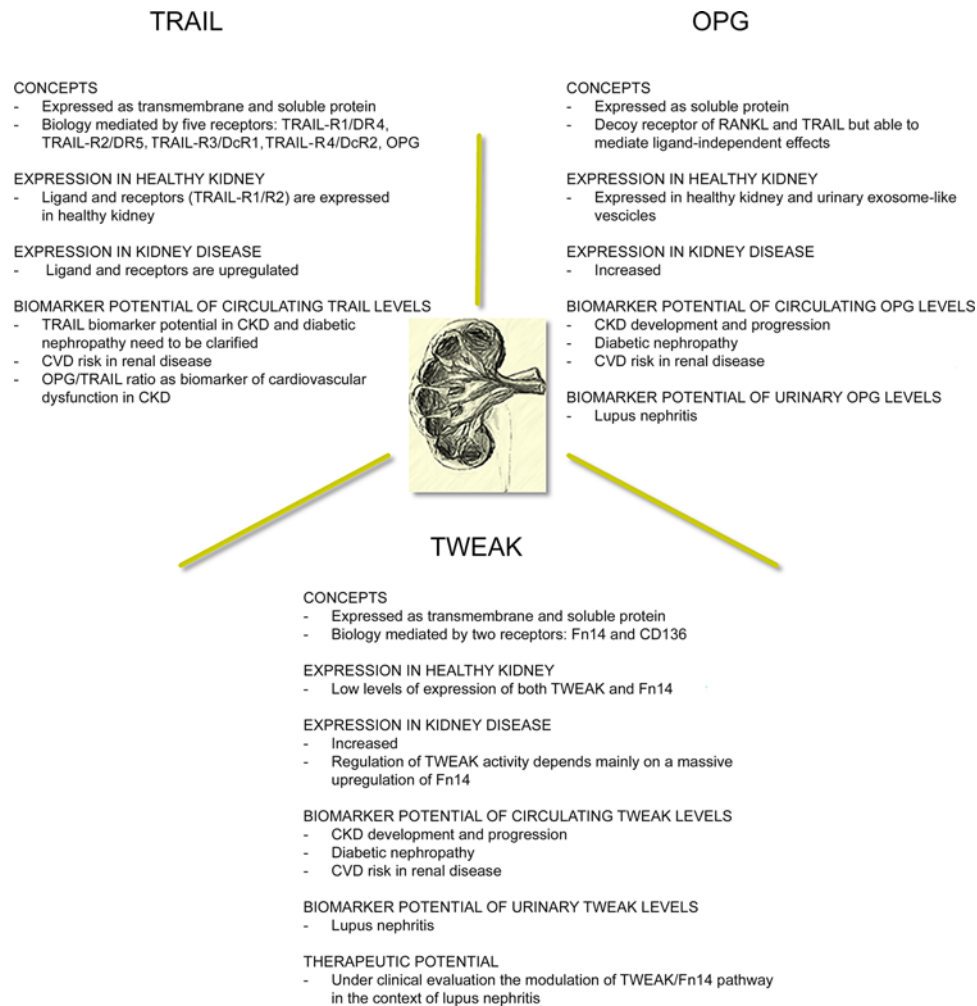 TRAIL
CONCEPTS
- Expressed as transmembrane and soluble protein
- Biology mediated by five receptors: TRAIL-R1/DR4,
TRAIL-R2/DR5, TRAIL-R3/DcR1, TRAIL-R4/DcR2, OPG
EXPRESSION IN HEALTHY KIDNEY
- Ligand and receptors (TRAIL-R1/R2) are expressed
in healthy kidney
EXPRESSION IN KIDNEY DISEASE
- Ligand and receptors are upregulated
BIOMARKER POTENTIAL OF CIRCULATING TRAIL LEVELS
- TRAIL biomarker potential in CKD and diabetic
nephropathy need to be clarified
- CVD risk in renal disease
- OPG/TRAIL ratio as biomarker of cardiovascular
dysfunction in CKD
OPG
CONCEPTS
- Expressed as soluble protein
- Decoy receptor of RANKL and TRAIL but able to
mediate ligand-independent effects
EXPRESSION IN HEALTHY KIDNEY
- Expressed in healthy kidney and urinary exosome-like
vescicles
EXPRESSION IN KIDNEY DISEASE
- Increased
BIOMARKER POTENTIAL OF CIRCULATING OPG LEVELS
- CKD development and progression
- Diabetic nephropathy
- CVD risk in renal disease
BIOMARKER POTENTIAL OF URINARY OPG LEVELS
- Lupus nephritis
TWEAK
CONCEPTS
- Expressed as transmembrane and soluble protein
- Biology mediated by two receptors: Fn14 and CD136
EXPRESSION IN HEALTHY KIDNEY
- Low levels of expression of both TWEAK and Fn14
EXPRESSION IN KIDNEY DISEASE
- Increased
- Regulation of TWEAK activity depends mainly on a massive
upregulation of Fn14
BIOMARKER POTENTIAL OF CIRCULATING TWEAK LEVELS
- CKD development and progression
- Diabetic nephropathy
- CVD risk in renal disease
BIOMARKER POTENTIAL OF URINARY TWEAK LEVELS
- Lupus nephritis
THERAPEUTIC POTENTIAL
- Under clinical evaluation the modulation of TWEAK/Fn14 pathway
in the context of lupus nephritis